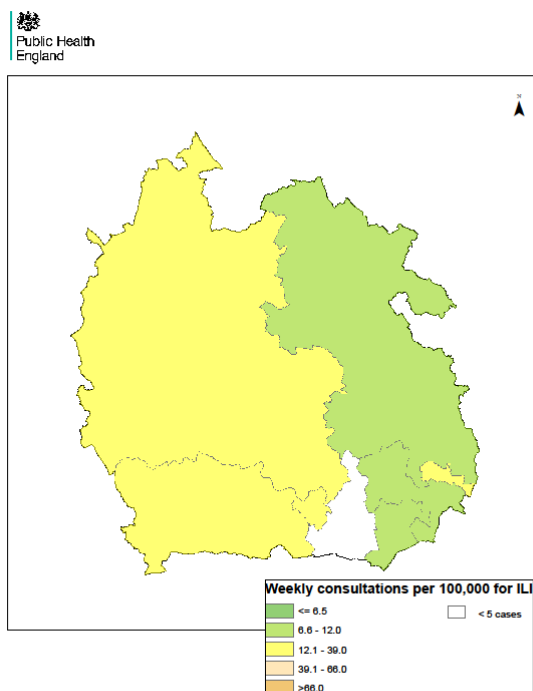 Public Health
England
N
Weekly consultations per 100,000 for ILI
<= 6.5
6.6 - 12.0
12.1 - 39.0
39.1 - 66.0
>66.0
< 5 cases